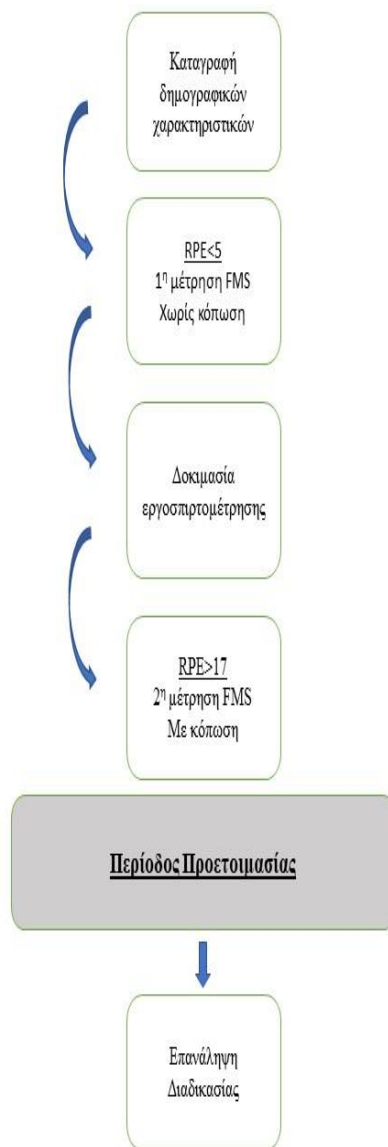 Καταγραφή
δημογραφικών
χαρακτηριστικών
RPE<5
1η μέτρηση FMS
Χωρίς κόπωση
Δοκιμασία
εργοσπιρτομέτρησης
RPE>17
2η μέτρηση FMS
Με κόπωση
Περίοδος Προετοιμασίας
Επανάληψη
Διαδικασίας